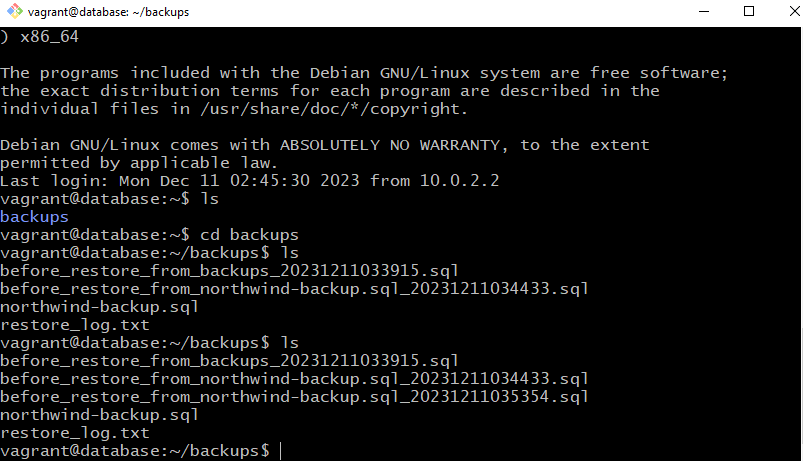 vagrant@database: ~/backups
) x86_64
The programs included with the Debian GNU/Linux system are free software;
the exact distribution terms for each program are described in the
individual files in /usr/share/doc/*/copyright.
Debian GNU/Linux comes with ABSOLUTELY NO WARRANTY, to the extent
permitted by applicable law.
Last login: Mon Dec 11 02:45:30 2023 from 10.0.2.2
vagrant@database:~$ ls
backups
vagrant@database:~$ cd backups
vagrant@database:~/backups$ ls
before_restore_from_backups_20231211033915.sql
before_restore_from_northwind-backup.sql_20231211034433.sql
northwind-backup.sql
restore_log.txt
vagrant@database:~/backups$ ls
before_restore_from_backups_20231211033915.sql
before_restore_from_northwind-backup.sql_20231211034433.sql
before_restore_from_northwind-backup.sql_20231211035354.sql
northwind-backup.sql
restore_log.txt
vagrant@database:~/backups$